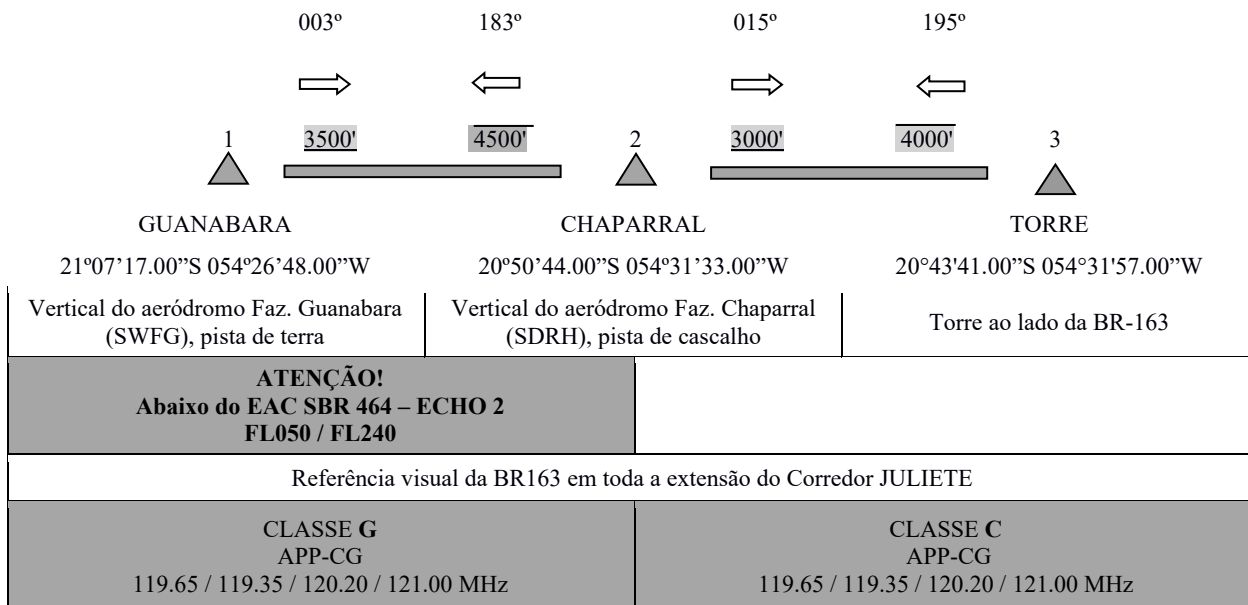 003º 183º 015º 195º
1 3500' 4500' 2 3000' 4000' 3
GUANABARA CHAPARRAL TORRE
21º07’17.00”S 054º26’48.00”W 20º50’44.00”S 054º31’33.00”W 20°43'41.00"S 054°31'57.00"W
Vertical do aeródromo Faz. Guanabara
(SWFG), pista de terra
Vertical do aeródromo Faz. Chaparral
(SDRH), pista de cascalho
Torre ao lado da BR-163
ATENÇÃO!
Abaixo do EAC SBR 464 – ECHO 2
FL050 / FL240
Referência visual da BR163 em toda a extensão do Corredor JULIETE
CLASSE G
APP-CG
119.65 / 119.35 / 120.20 / 121.00 MHz
CLASSE C
APP-CG
119.65 / 119.35 / 120.20 / 121.00 MHz